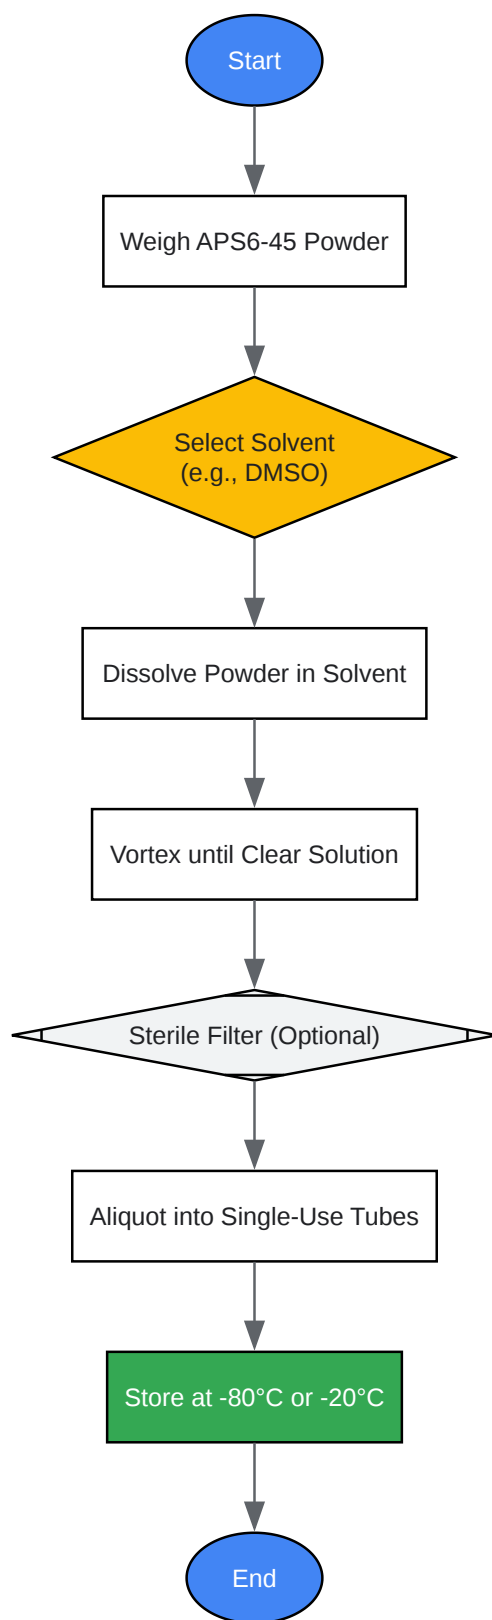 Start
Weigh APS6-45 Powder
Select Solvent
(e.g., DMSO)
Dissolve Powder in Solvent
Vortex until Clear Solution
Sterile Filter (Optional)
Aliquot into Single-Use Tubes
Store at -80°C or -20°C
End